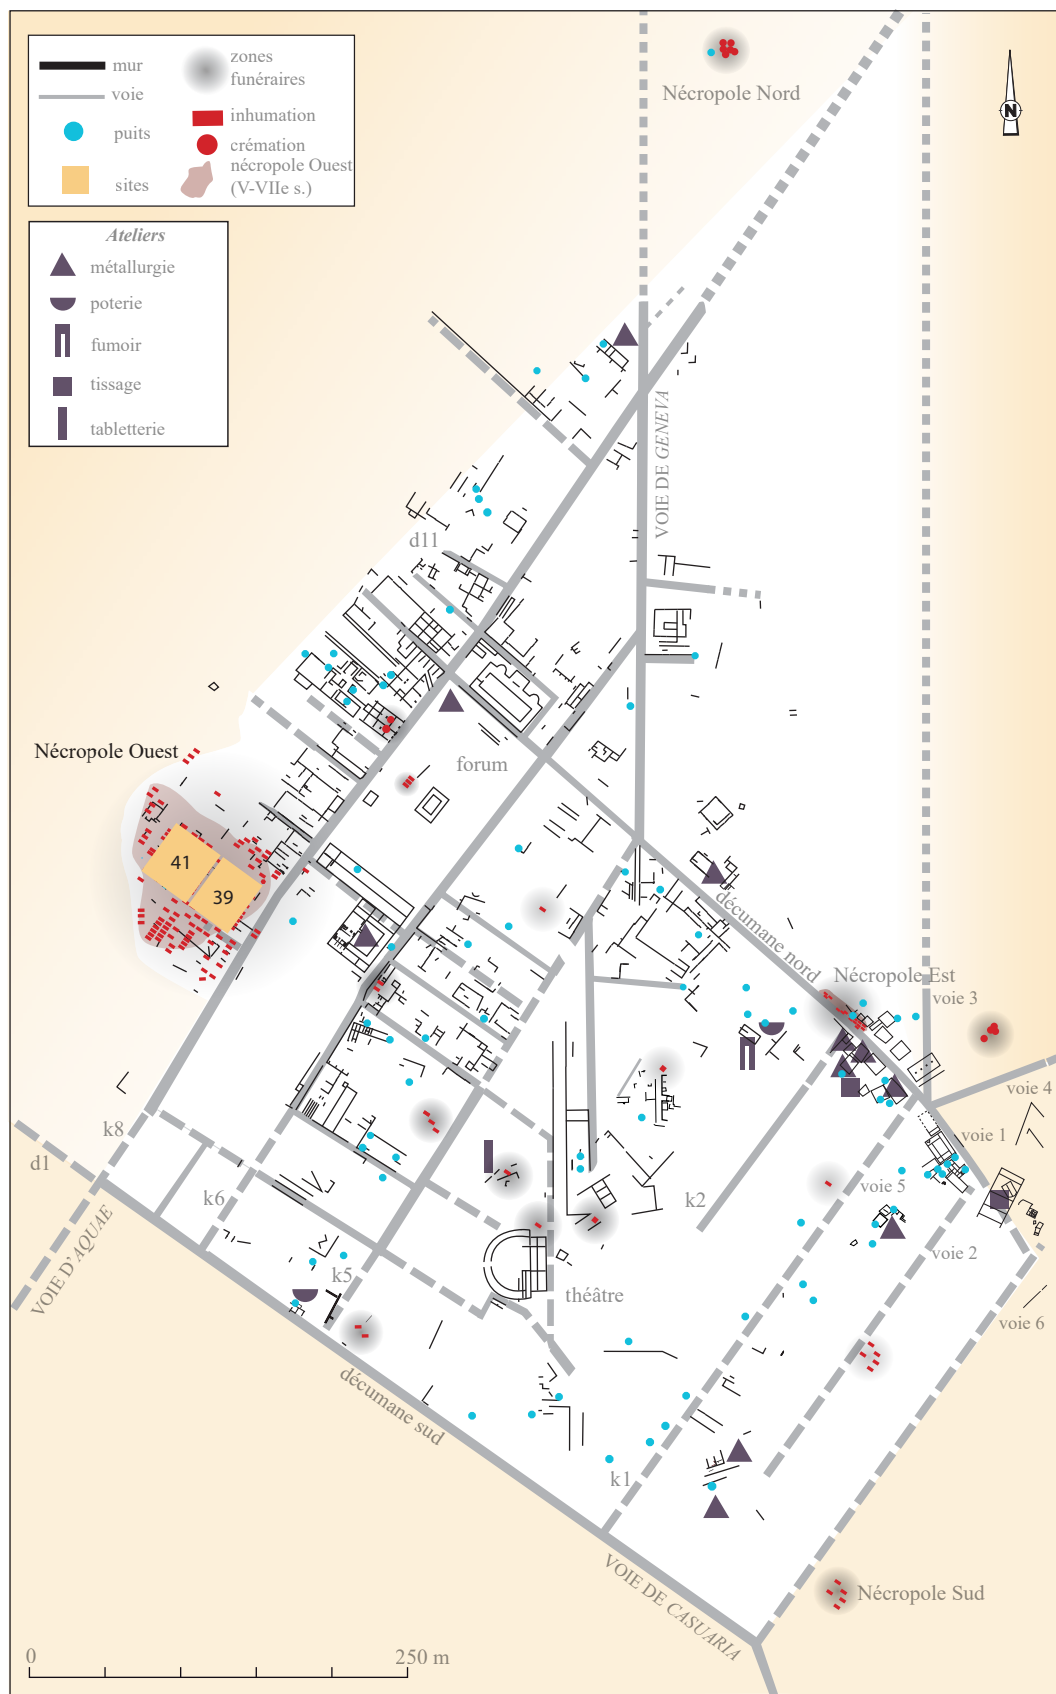 mur
voie
puits
sites
zones
funéraires
inhumation
crémation
nécropole Ouest
(V-VIIe s.)
Ateliers
métallurgie
poterie
fumoir
tissage
tabletterie
Nécropole Nord
N
VOIE DE GENEVA
d11
Nécropole Ouest
forum
41
39
décumane nord
Nécropole Est
voie 3
voie 4
k8
voie 1
d1
k6
k2
voie 5
VOIE D'AQUAE
voie 2
k5
théâtre
voie 6
décumane sud
k1
VOIE DE CASUARIA
Nécropole Sud
0
250 m